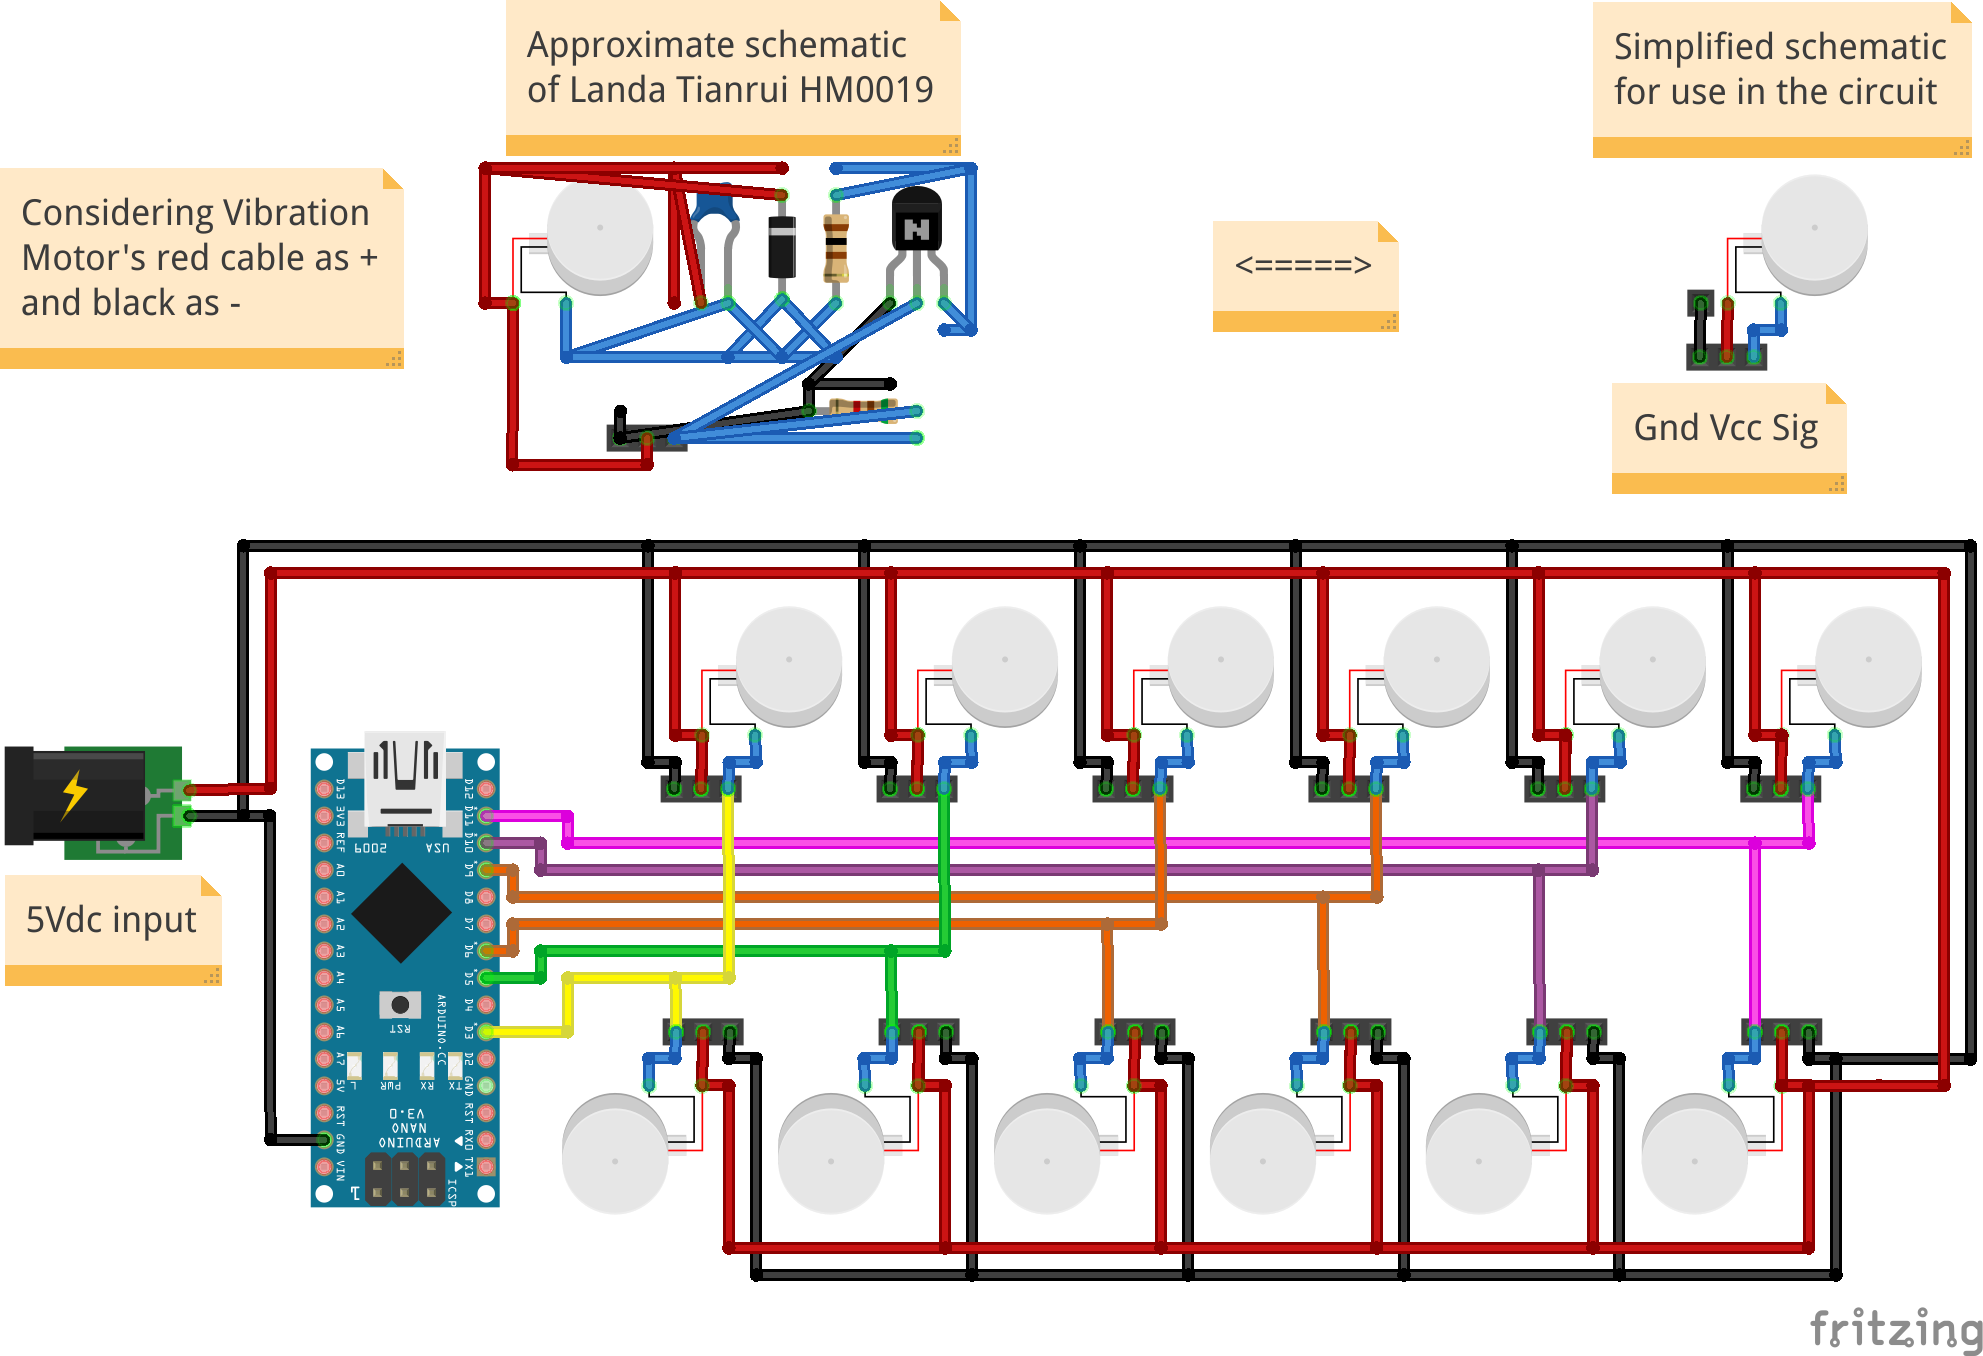 Approximate schematic
of Landa Tianrui HM0019
Simplified schematic
for use in the circuit
Considering Vibration
Motor's red cable as +
and black as -
<=====>
Gnd Vcc Sig
5Vdc input
D13
3V3
REF
A0
A1
A2
A3
A4
A5
A6
A7
5V
RST
GND
VIN
D12
D11
D10
D9
D8
D7
D6
D5
D4
D3
D2
GND
RST
RX0
TX1
2009
USA
RST
ARDUINO.CC
L
PWR
RX
TX
ARDUINO
NANO
V3.0
ICSP
1
fritzing